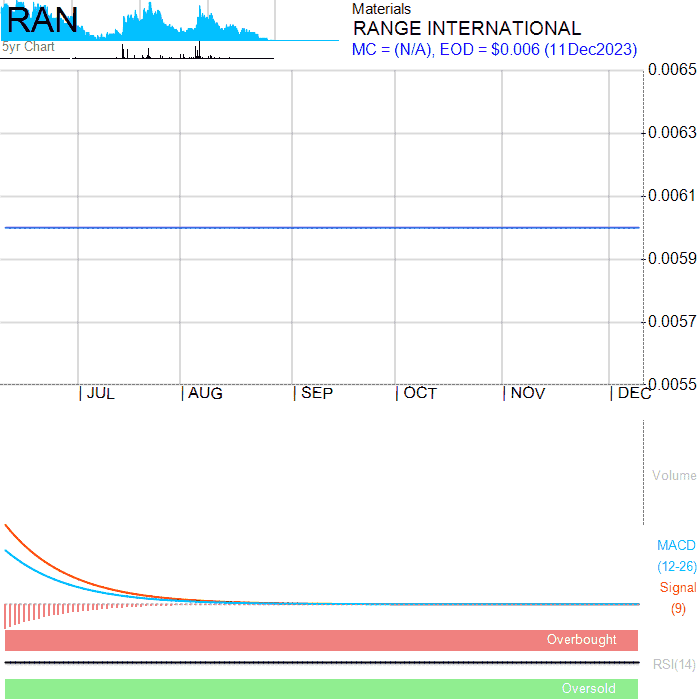 RAN
5yr Chart
Materials
RANGE INTERNATIONAL
MC = (N/A), EOD = $0.006 (11Dec2023)
0.0065
0.0063
0.0061
0.0059
0.0057
0.0055
| JUL | AUG | SEP | OCT | NOV | DEC
Volume
MACD
(12-26)
Signal
(9)
Overbought
RSI(14)
Oversold